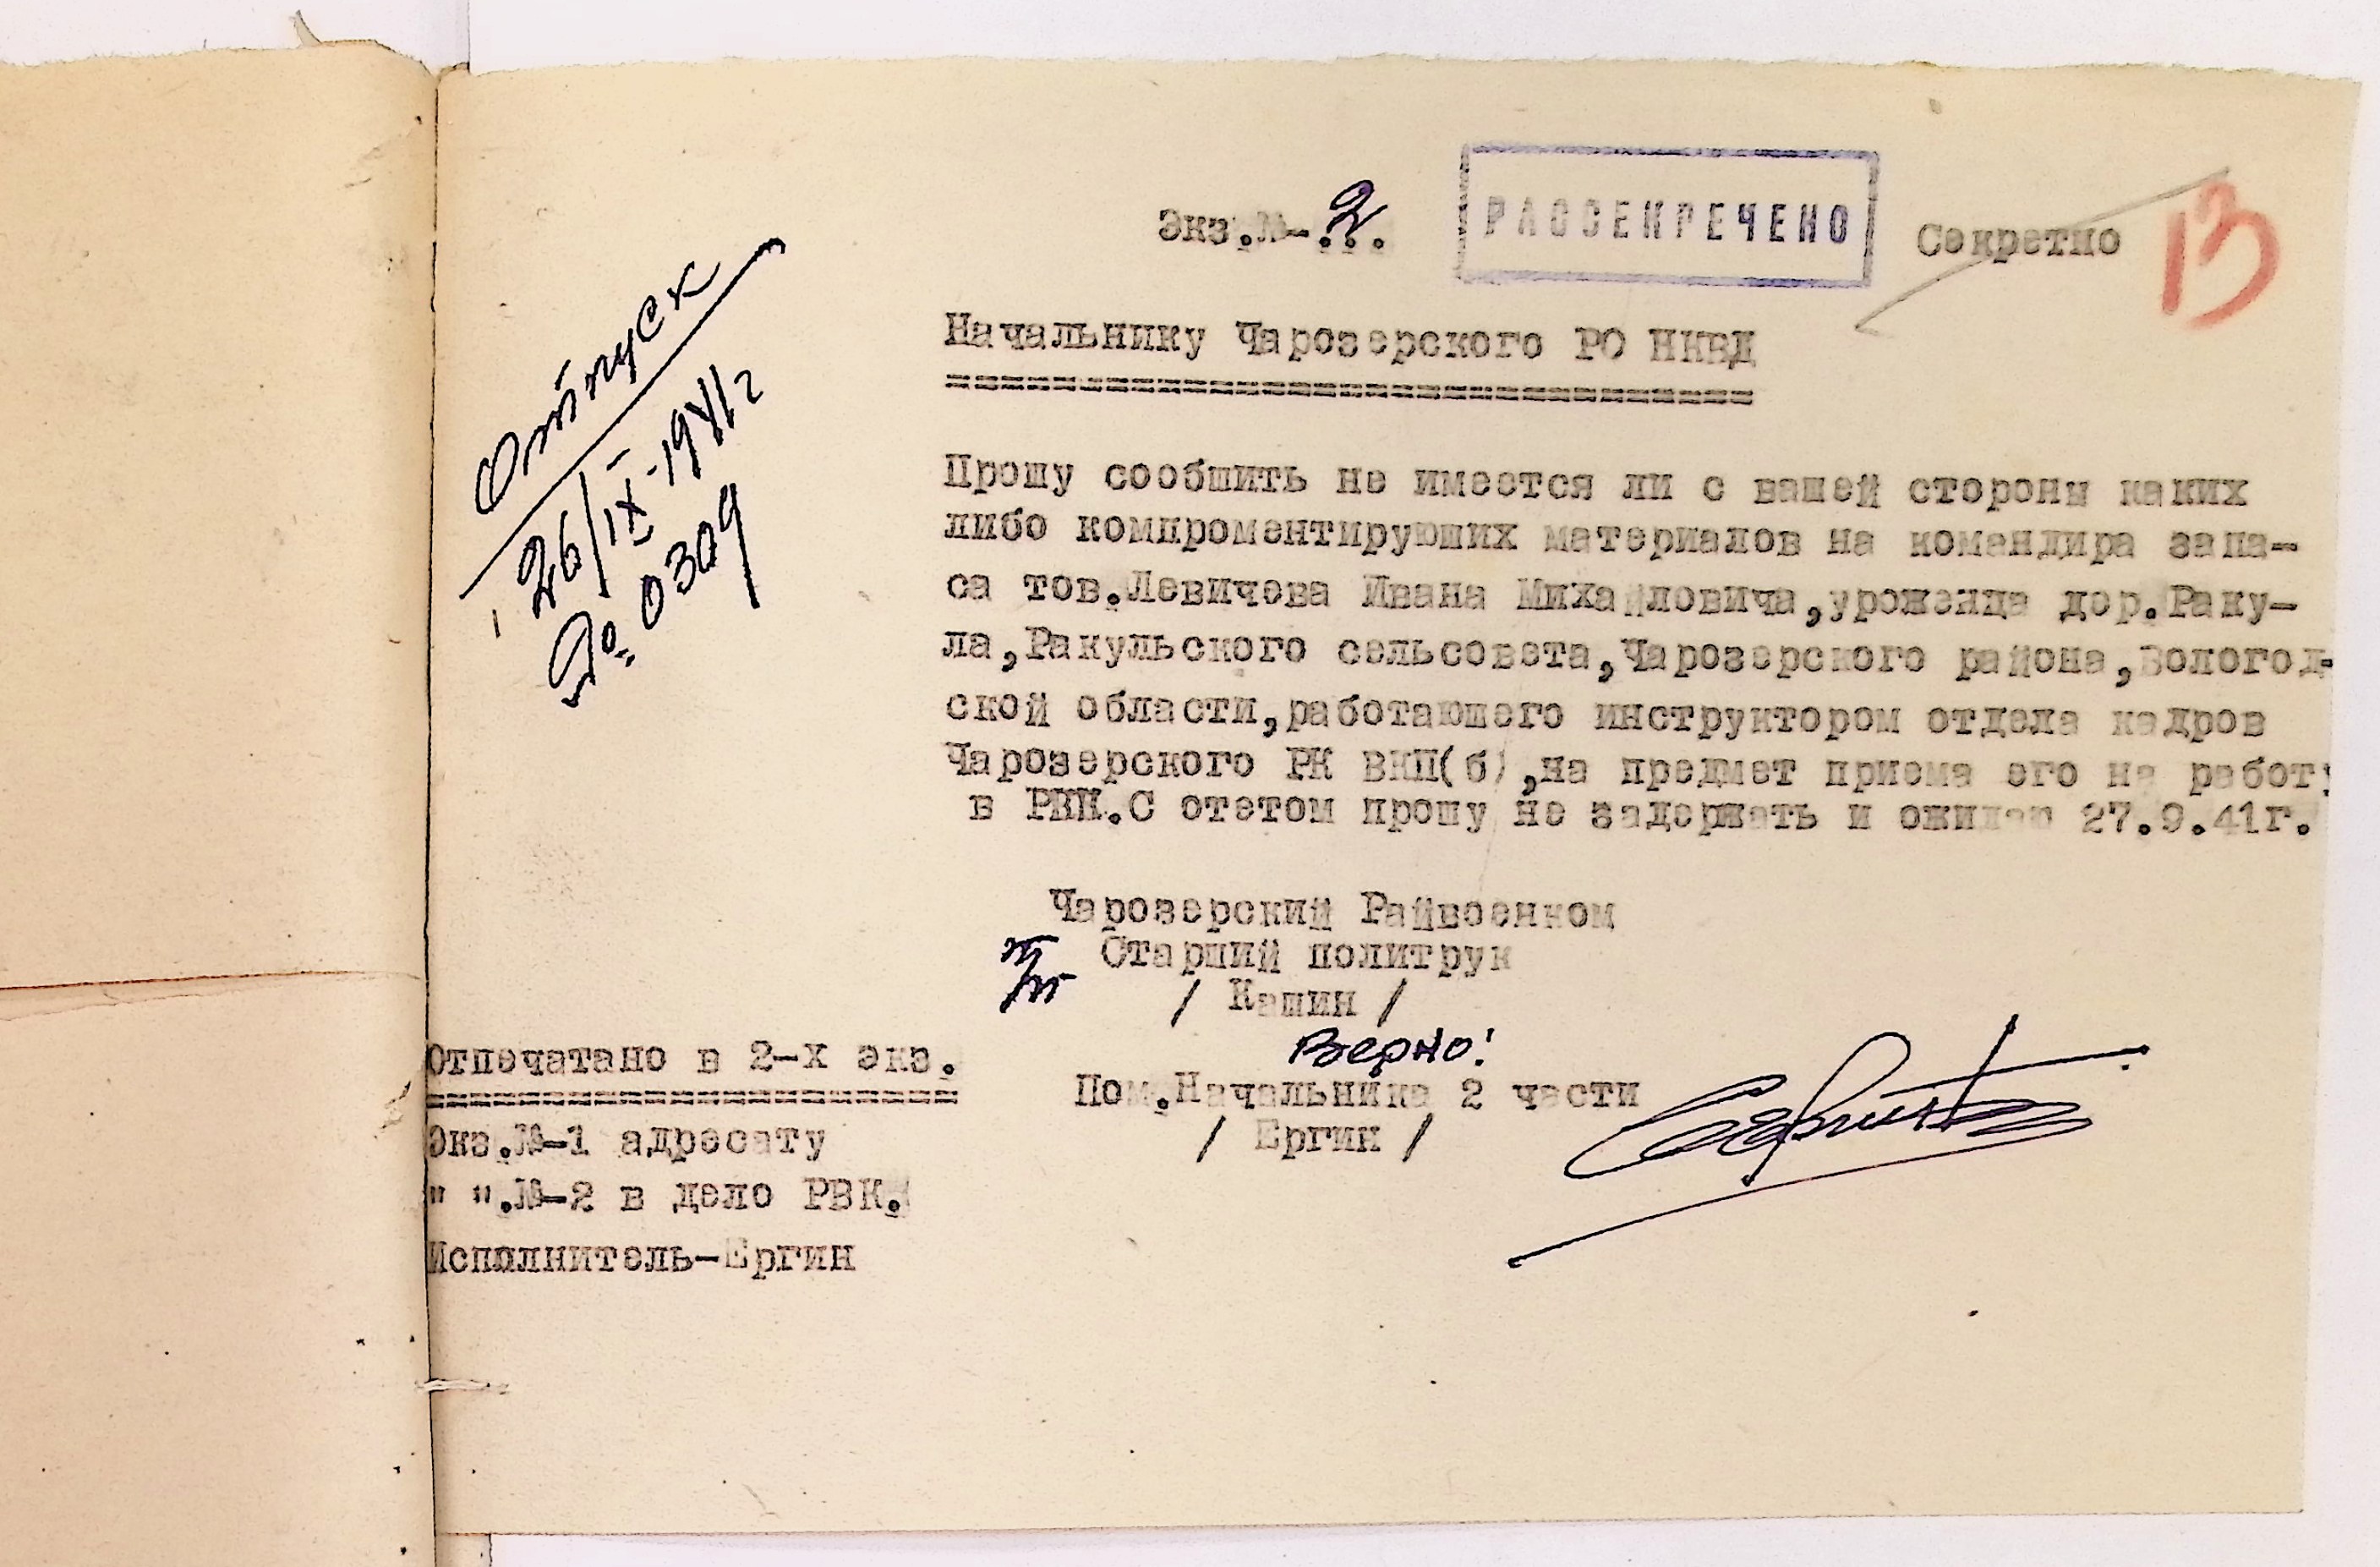 Экз.№-.2.
РАССЕКРЕЧЕНО
Секретно
13
Отпуск
26/IX-1941г
№ 0309
Начальнику Чарозерского РО НКВД
==============================
Прошу сообшить не имеется ли с вашей стороны каких
либо компроментируюших материалов на командира запа-
са тов.Левичева Ивана Михайловича,уроженца дер.Раку-
ла,Ракульского сельсовета,Чарозерского района,Вологод-
ской области,работаюшего инструктором отдела кадров
Чарозерского РК ВКП(б),на предмет приема его на работу
в РВК.С отетом прошу не задержать и ожидаю 27.9.41г.
Чарозерский Райвоенком
Старший политрук
/ Кашин /
Верно!
Пом.Начальника 2 части
/ Ергин /
Отпечатано в 2-х экз.
====================
Экз.№-1 адресату
" ".№-2 в дело РВК.
Исполнитель-Ергин